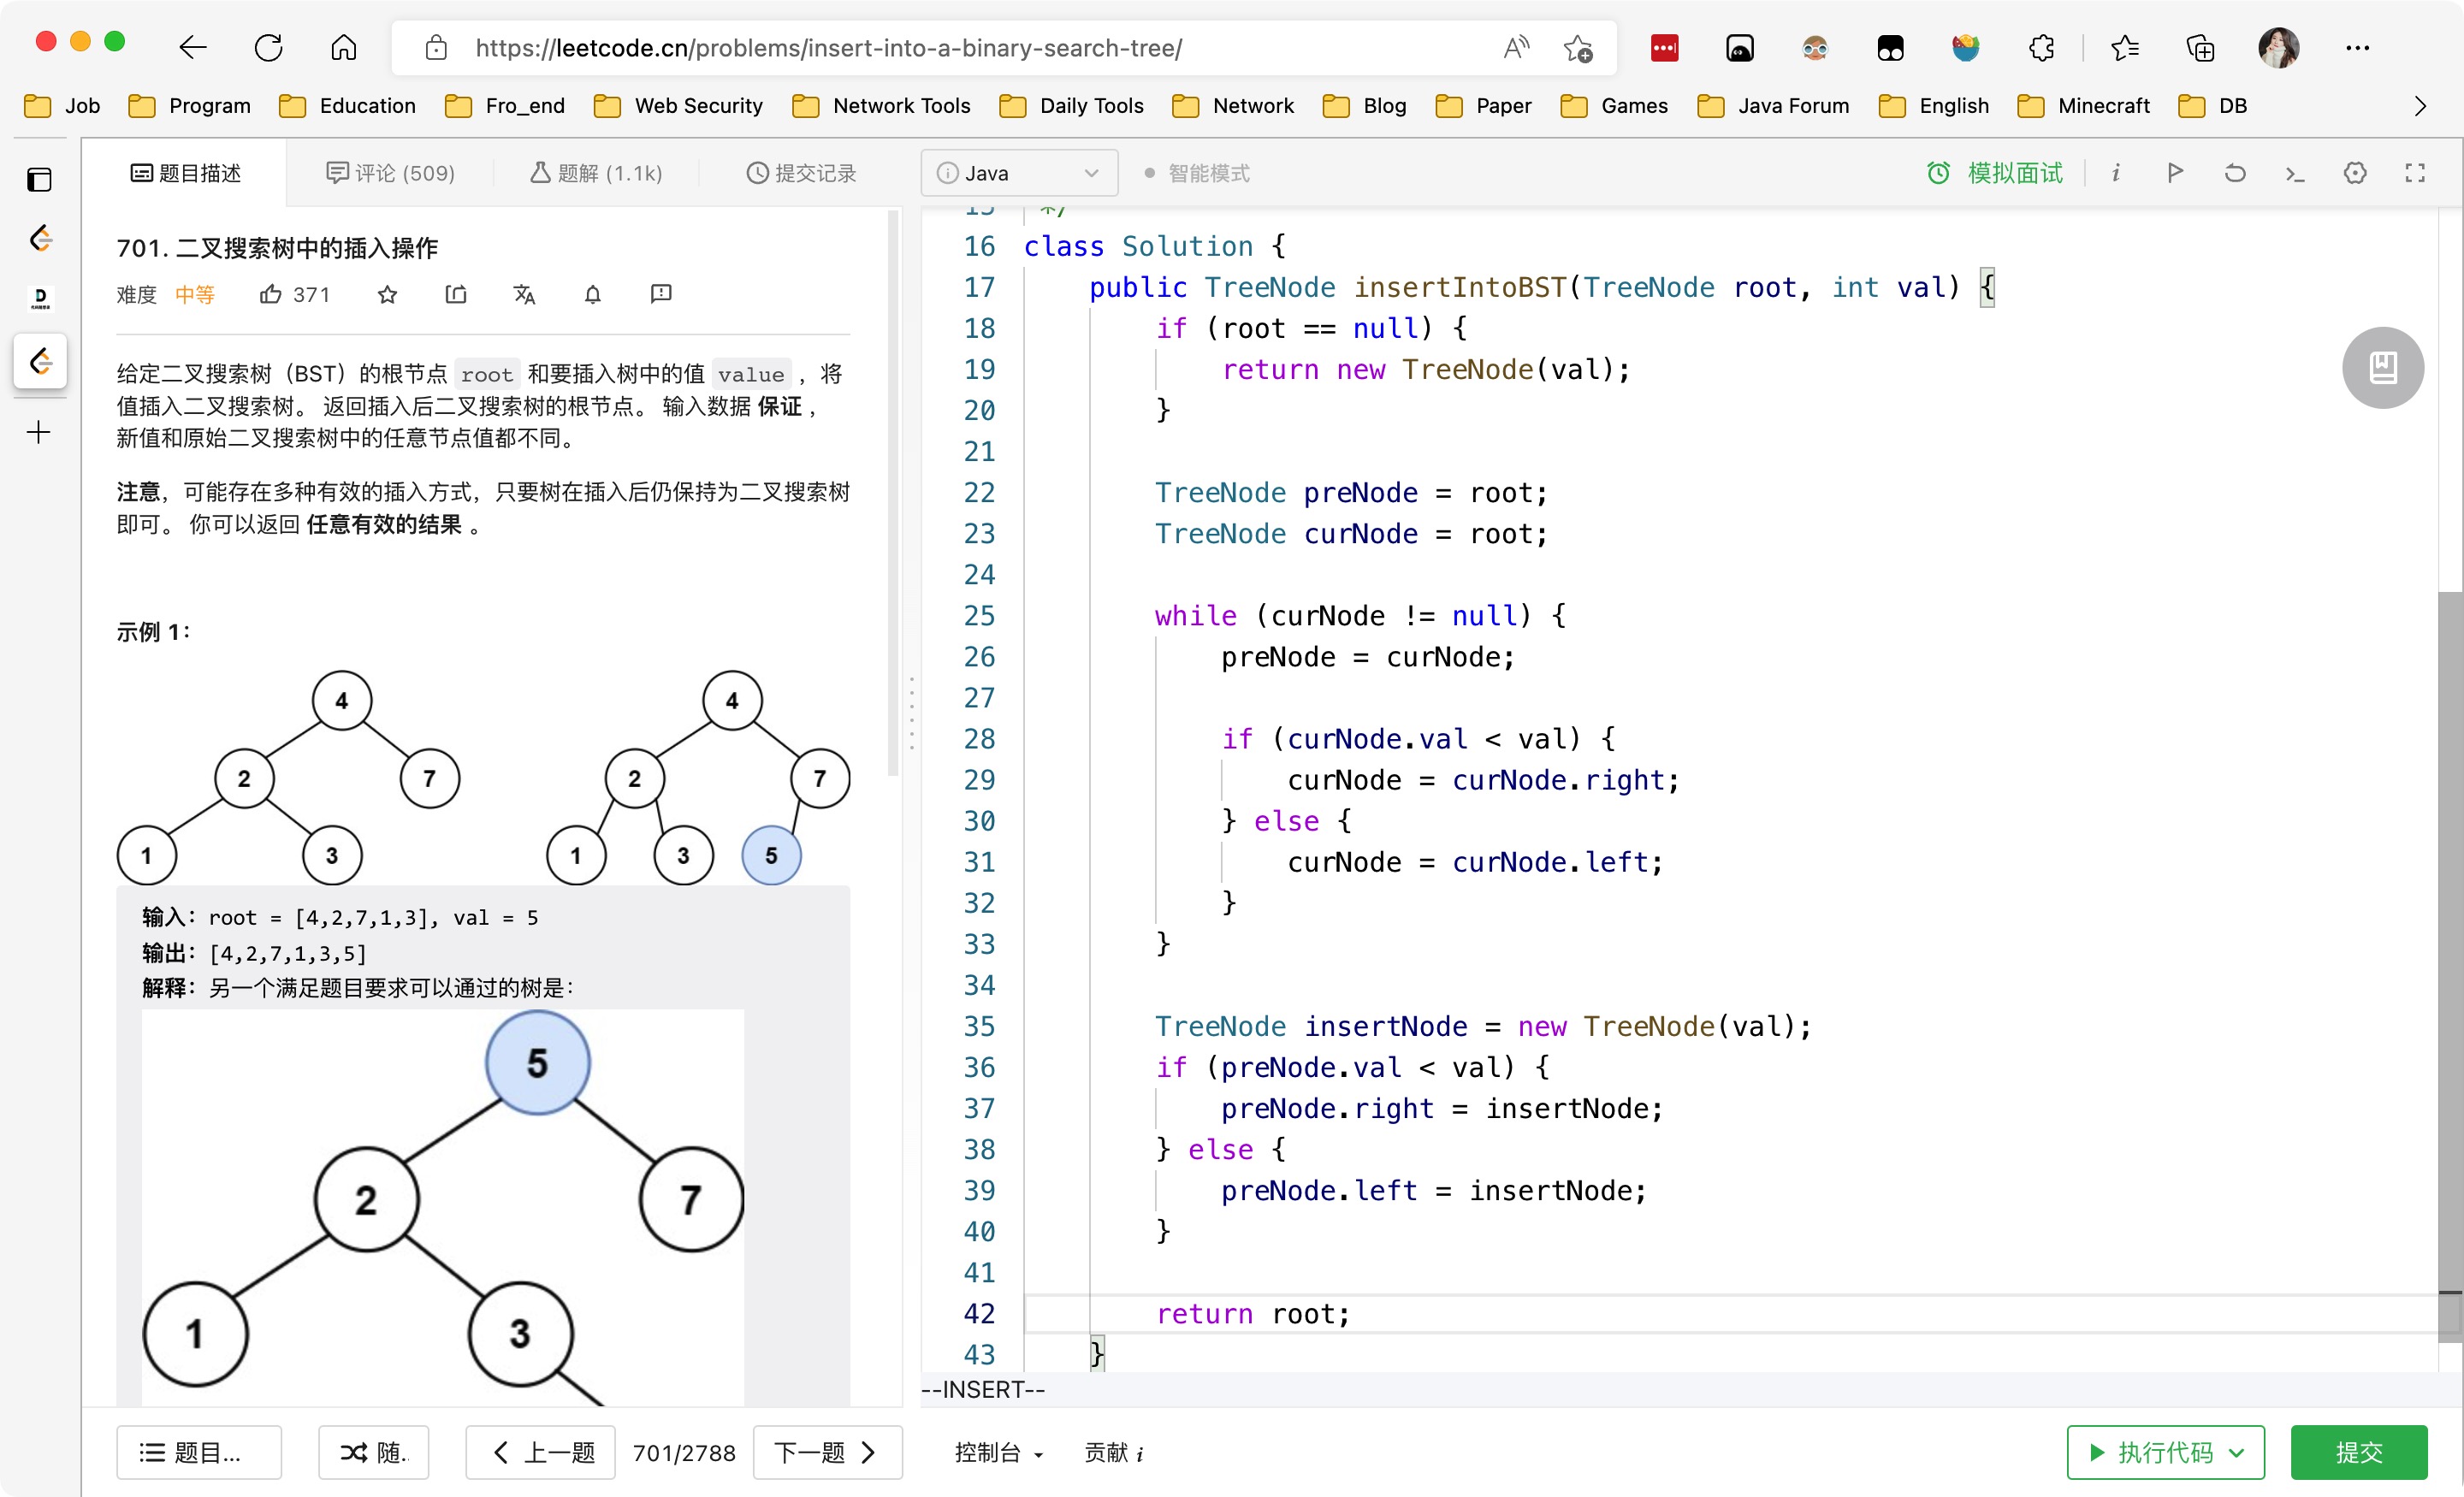 https://leetcode.cn/problems/insert-into-a-binary-search-tree/
Job Program Education Fro_end Web Security Network Tools Daily Tools Network Blog Paper Games Java Forum English Minecraft DB
题目描述 评论 (509) 题解 (1.1k) 提交记录
701. 二叉搜索树中的插入操作
难度 中等 371
给定二叉搜索树（BST）的根节点 root 和要插入树中的值 value ，将
值插入二叉搜索树。 返回插入后二叉搜索树的根节点。 输入数据 保证 ，
新值和原始二叉搜索树中的任意节点值都不同。
注意，可能存在多种有效的插入方式，只要树在插入后仍保持为二叉搜索树
即可。 你可以返回 任意有效的结果 。
示例 1：
4 4
2 7 2 7
1 3 1 3 5
输入：root = [4,2,7,1,3], val = 5
输出：[4,2,7,1,3,5]
解释：另一个满足题目要求可以通过的树是：
5
2 7
1 3
题目... 随. 上一题 701/2788 下一题
Java 智能模式 模拟面试
15 */
16 class Solution {
17 public TreeNode insertIntoBST(TreeNode root, int val) {
18 if (root == null) {
19 return new TreeNode(val);
20 }
21
22 TreeNode preNode = root;
23 TreeNode curNode = root;
24
25 while (curNode != null) {
26 preNode = curNode;
27
28 if (curNode.val < val) {
29 curNode = curNode.right;
30 } else {
31 curNode = curNode.left;
32 }
33 }
34
35 TreeNode insertNode = new TreeNode(val);
36 if (preNode.val < val) {
37 preNode.right = insertNode;
38 } else {
39 preNode.left = insertNode;
40 }
41
42 return root;
43 }
--INSERT--
控制台 贡献 i 执行代码 提交